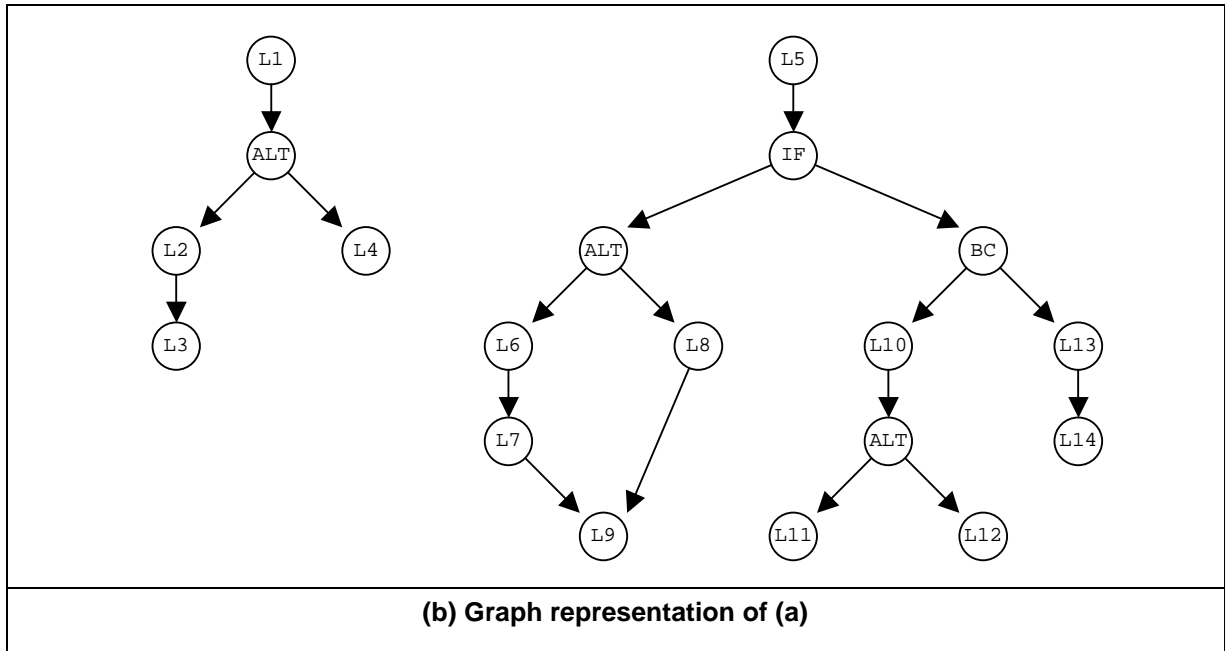 L1 L5
ALT IF
L2 L4 ALT BC
L3 L6 L8 L10 L13
L7 ALT L14
L9 L11 L12
(b) Graph representation of (a)